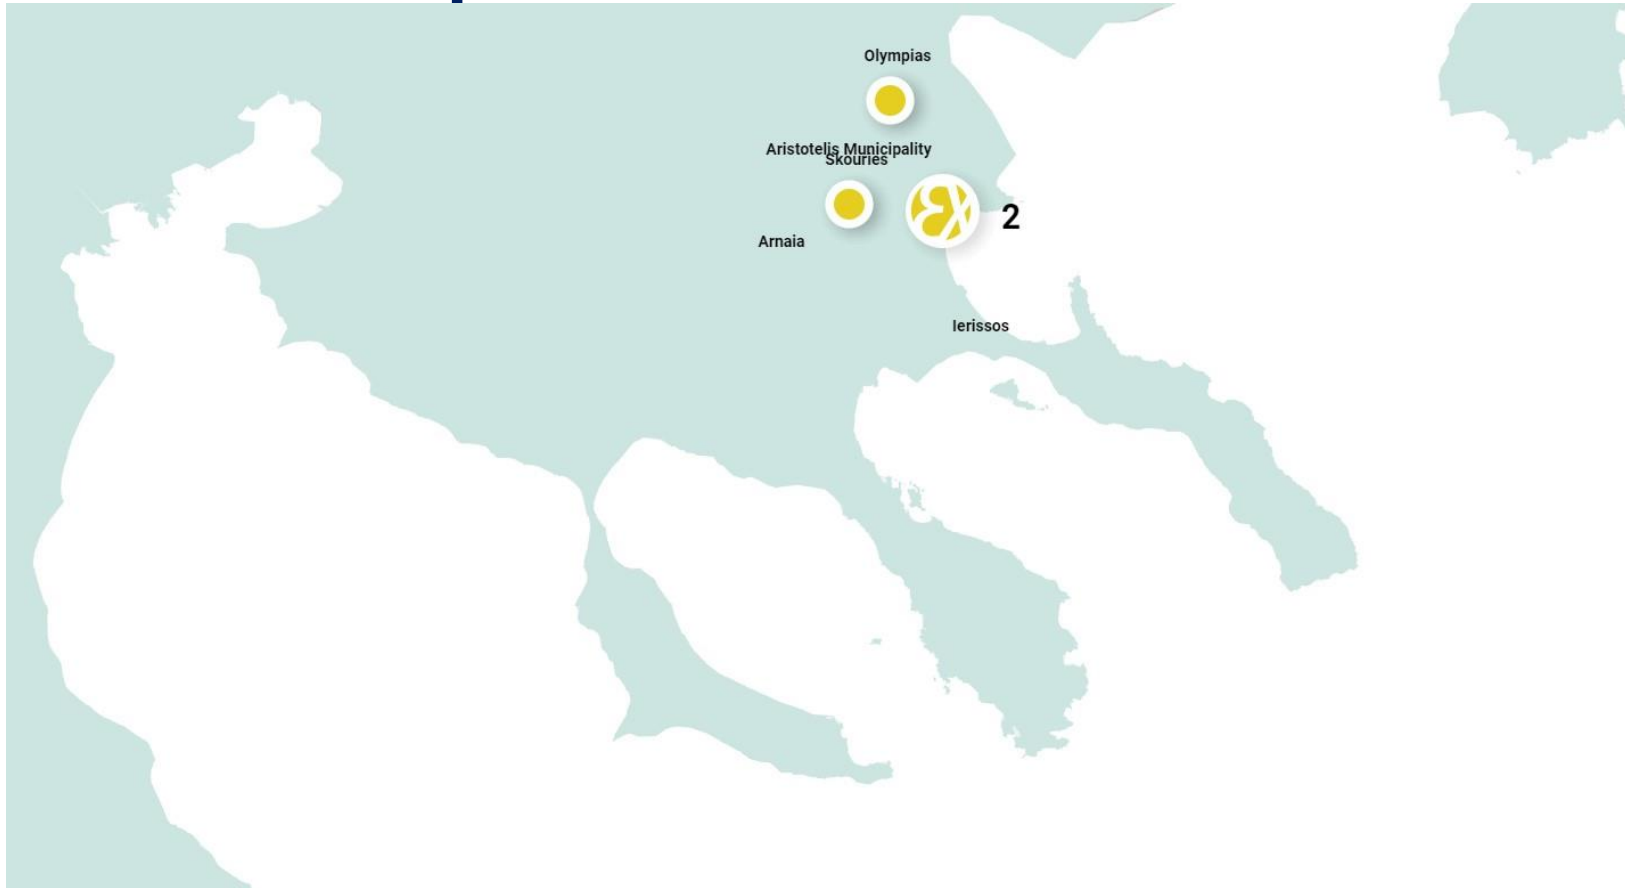 Olympias
Aristotelis Municipality
Skouries
2
Arnaia
Ierissos